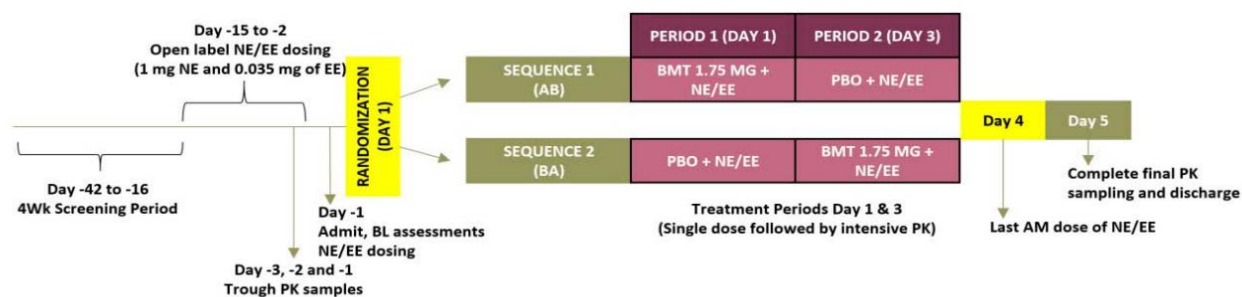 Day -15 to -2
Open label NE/EE dosing
(1 mg NE and 0.035 mg of EE)
Day -42 to -16
4Wk Screening Period
Day -3, -2 and -1
Trough PK samples
Day -1
Admit, BL assessments
NE/EE dosing
RANDOMIZATION
(DAY 1)
PERIOD 1 (DAY 1)
PERIOD 2 (DAY 3)
SEQUENCE 1
(AB)
BMT 1.75 MG +
NE/EE
PBO + NE/EE
SEQUENCE 2
(BA)
PBO + NE/EE
BMT 1.75 MG +
NE/EE
Treatment Periods Day 1 & 3
(Single dose followed by intensive PK)
Day 4
Day 5
Complete final PK
sampling and discharge
Last AM dose of NE/EE